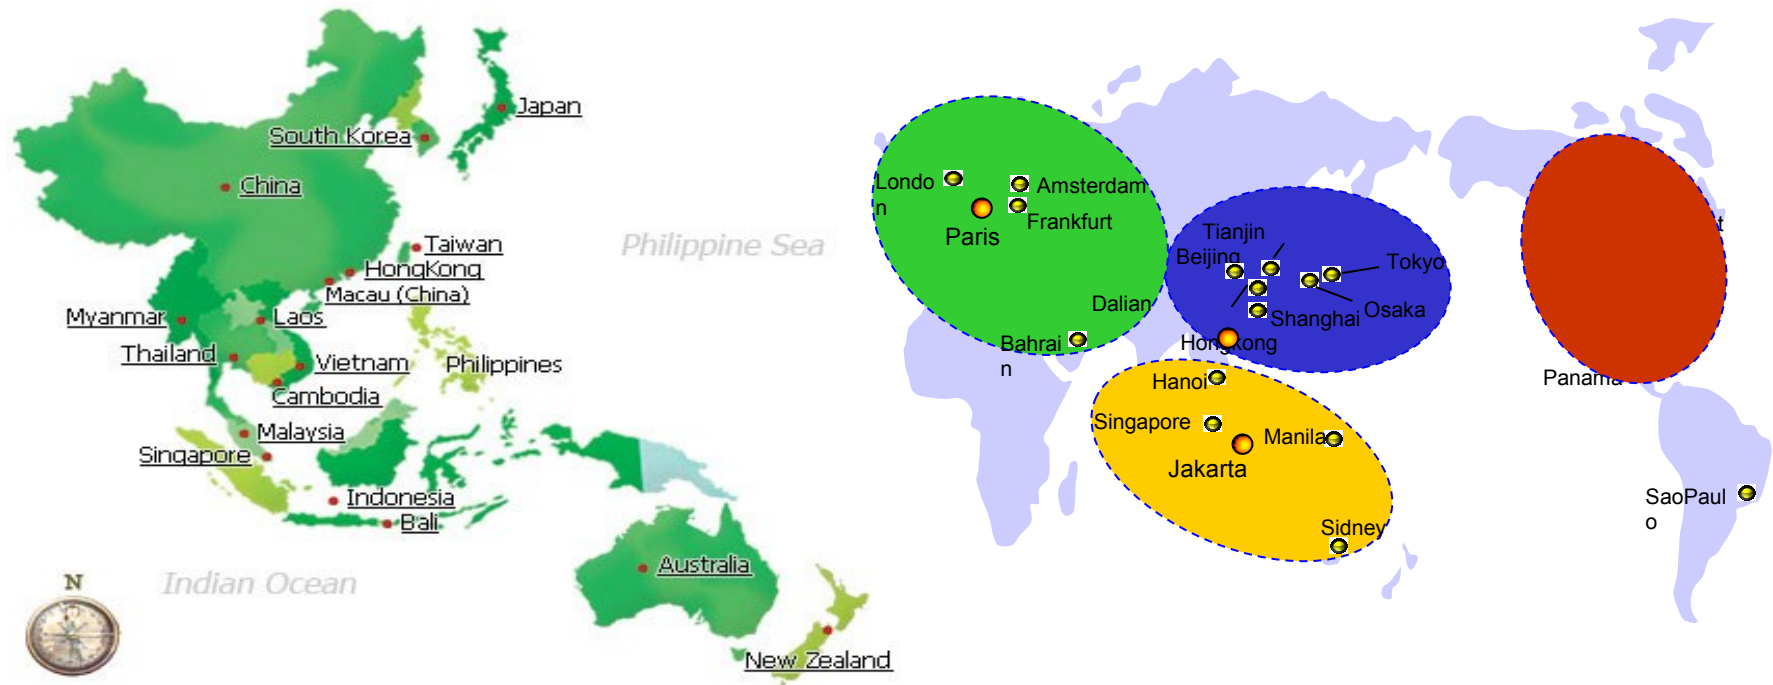 Japan
South Korea
China
Taiwan
Philippine Sea
HongKong
Macau (China)
Myanmar
Laos
Thailand
Vietnam
Philippines
Cambodia
Malaysia
Singapore
Indonesia
Bali
Australia
N
Indian Ocean
New Zealand
Londo
n
Amsterdam
Frankfurt
Paris
Tianjin
Beijing
Tokyo
Dalian
Shanghai
Osaka
Bahrai
n
Hongkong
t
Panama
Hanoi
Singapore
Manila
Jakarta
SaoPaul
o
Sidney